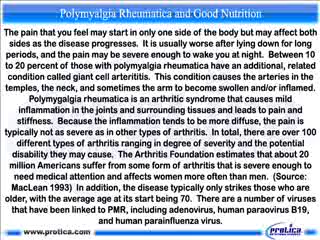 Polymyalgia Rheumatica and Good Nutrition
The pain that you feel may start in only one side of the body but may affect both
sides as the disease progresses.  It is usually worse after lying down for long
periods, and the pain may be severe enough to wake you at night.  Between 10
to 20 percent of those with polymyalgia rheumatica have an additional, related
condition called giant cell arteritis.  This condition causes the arteries in the
temples, the neck, and sometimes the arm to become swollen and/or inflamed.
Polymyalgia rheumatica is an arthritic syndrome that causes mild
inflammation in the joints and surrounding tissues and leads to pain and
stiffness.  Because the inflammation tends to be more diffuse, the pain is
typically not as severe as in other types of arthritis.  In total, there are over 100
different types of arthritis ranging in degree of severity and the potential
disability they may cause.  The Arthritis Foundation estimates that about 20
million Americans suffer from some form of arthritis that is severe enough to
need medical attention and affects women more often than men.  (Source:
MacLean 1993)  In addition, the disease typically only strikes those who are
older, with the average age at its start being 70.  There are a number of viruses
that have been linked to PMR, including adenovirus, human paraovirus B19,
and human parainfluenza virus.
www.protica.com
protica